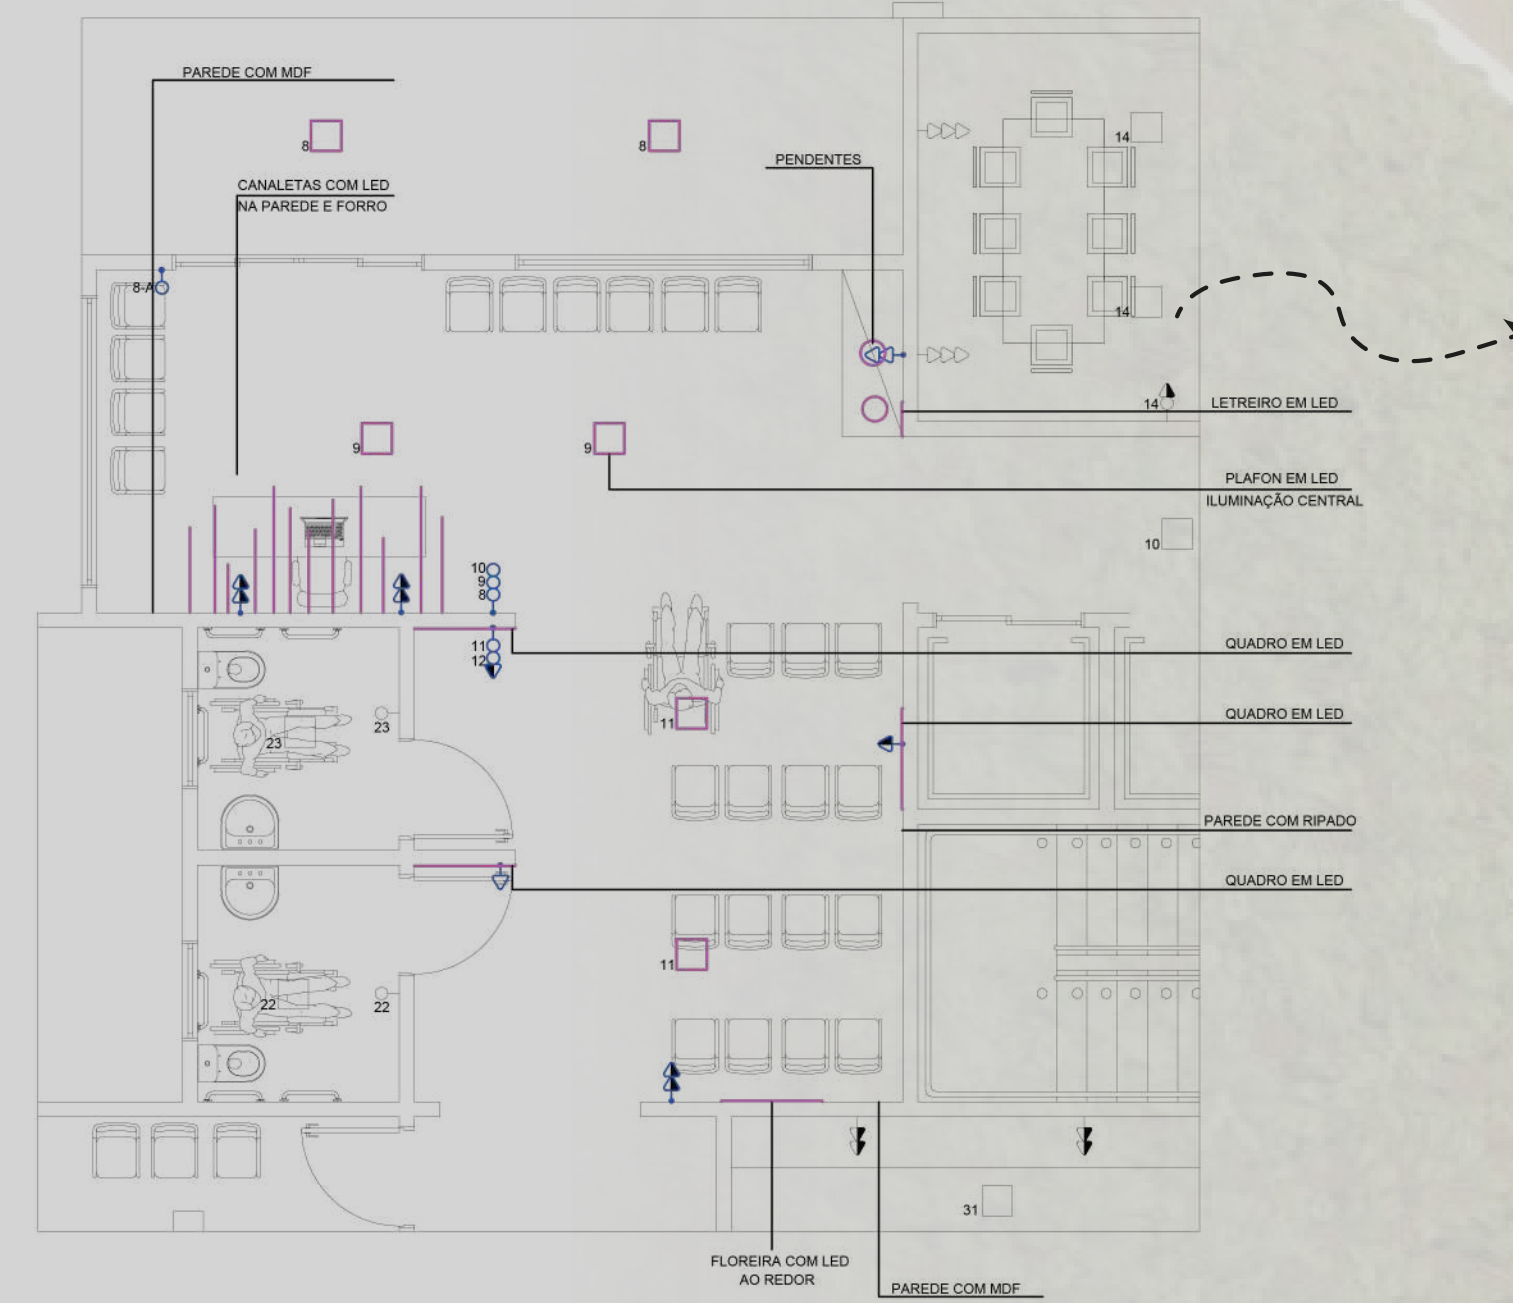 PAREDE COM MDF
8
8
14
PENDENTES
CANALETAS COM LED
NA PAREDE E FORRO
8-A
14
14
LETREIRO EM LED
9
9
PLAFON EM LED
ILUMINAÇÃO CENTRAL
10
10
9
8
11
12
QUADRO EM LED
11
23
23
QUADRO EM LED
PAREDE COM RIPADO
QUADRO EM LED
11
22
22
31
FLOREIRA COM LED
AO REDOR
PAREDE COM MDF